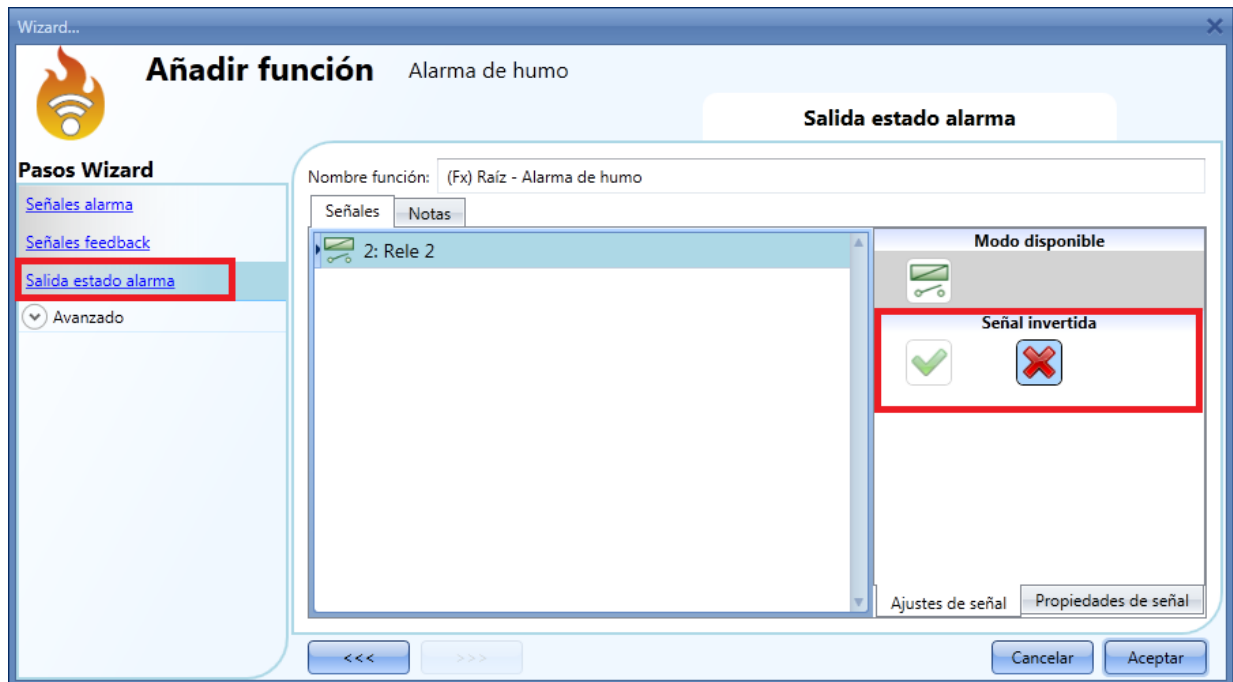 Wizard...
Añadir función Alarma de humo
Salida estado alarma
Pasos Wizard
Señales alarma
Señales feedback
Salida estado alarma
Avanzado
Nombre función: (Fx) Raíz - Alarma de humo
Señales Notas
2: Rele 2
Modo disponible
Señal invertida
Ajustes de señal Propiedades de señal
<<< >>> Cancelar Aceptar